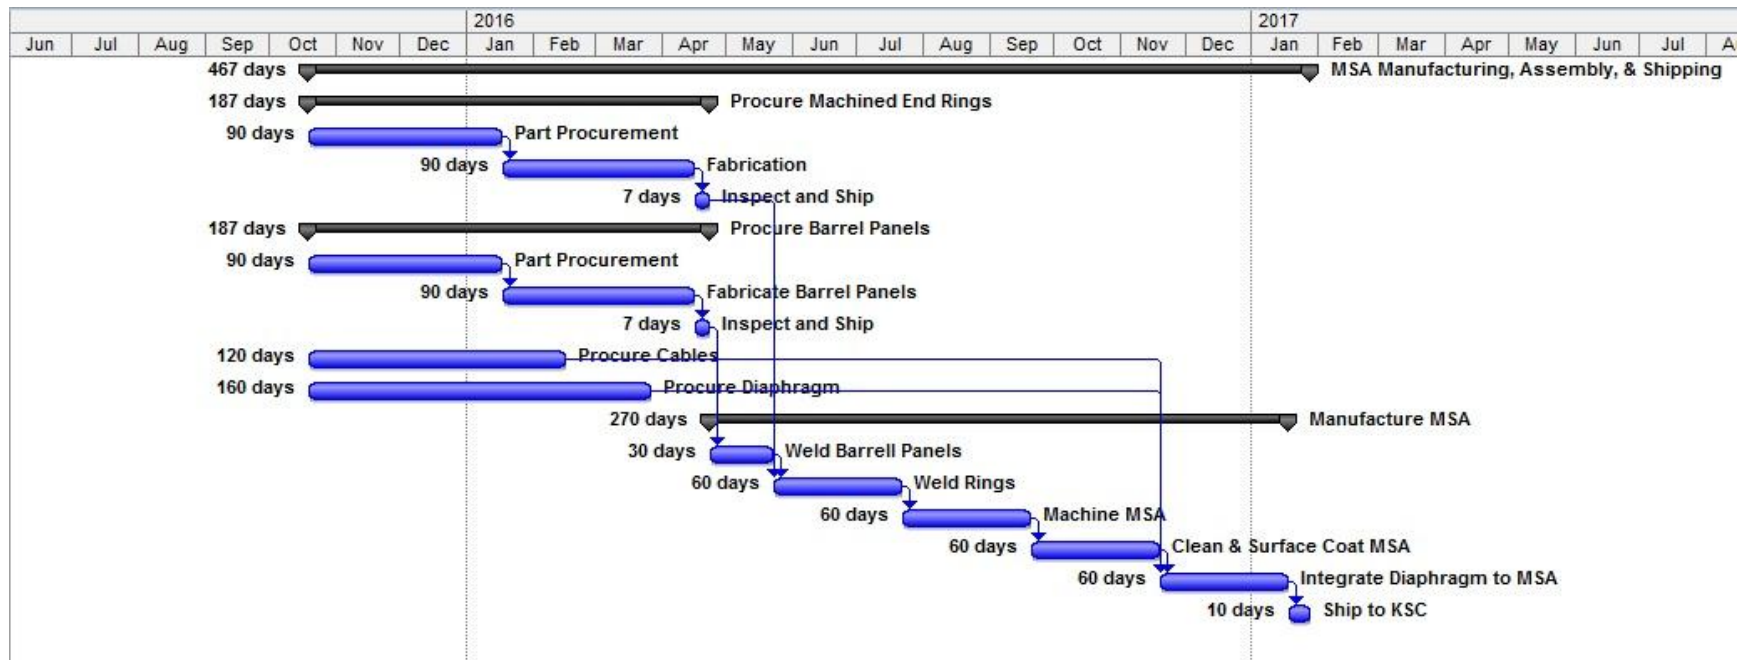 2016 2017
Jun Jul Aug Sep Oct Nov Dec Jan Feb Mar Apr May Jun Jul Aug Sep Oct Nov Dec Jan Feb Mar Apr May Jun Jul A
467 days MSA Manufacturing, Assembly, & Shipping
187 days Procure Machined End Rings
90 days Part Procurement
90 days Fabrication
7 days Inspect and Ship
187 days Procure Barrel Panels
90 days Part Procurement
90 days Fabricate Barrel Panels
7 days Inspect and Ship
120 days Procure Cables
160 days Procure Diaphragm
270 days Manufacture MSA
30 days Weld Barrell Panels
60 days Weld Rings
60 days Machine MSA
60 days Clean & Surface Coat MSA
60 days Integrate Diaphragm to MSA
10 days Ship to KSC